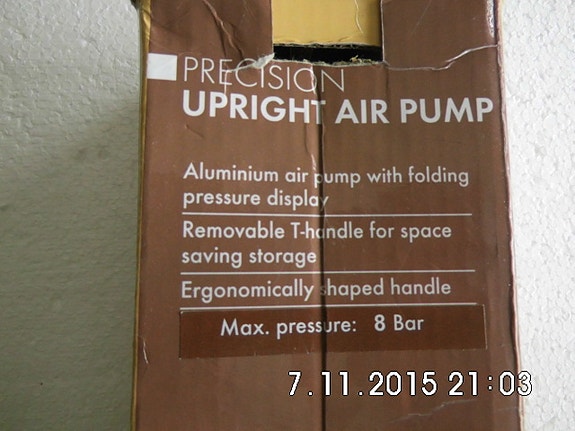 PRECISION
UPRIGHT AIR PUMP
Aluminium air pump with folding
pressure display
Removable T-handle for space
saving storage
Ergonomically shaped handle
Max. pressure: 8 Bar
7.11.2015 21:03